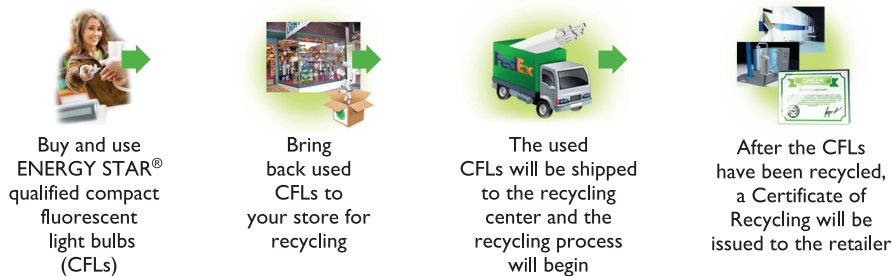 FedEx
GREEN
Buy and use
ENERGY STAR®
qualified compact
fluorescent
light bulbs
(CFLs)
Bring
back used
CFLs to
your store for
recycling
The used
CFLs will be shipped
to the recycling
center and the
recycling process
will begin
After the CFLs
have been recycled,
a Certificate of
Recycling will be
issued to the retailer